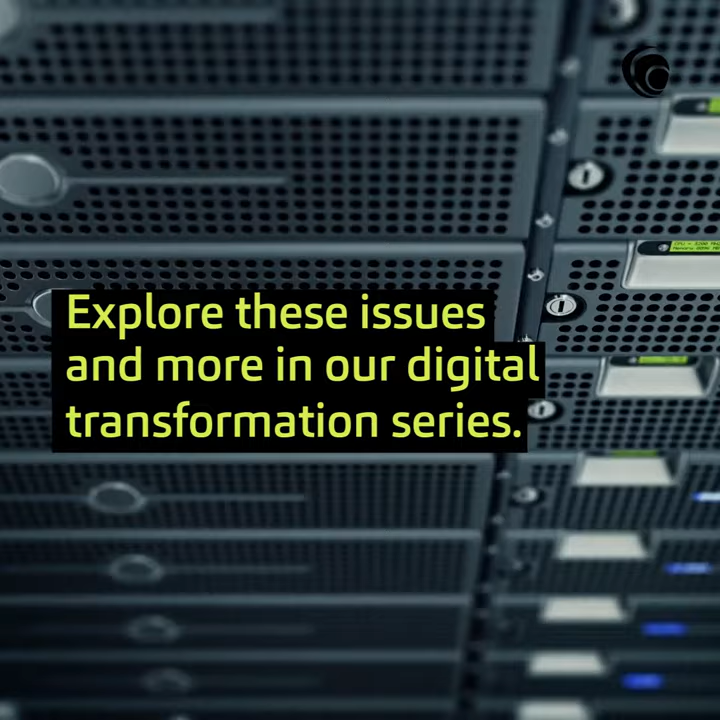 Explore these issues
and more in our digital
transformation series.